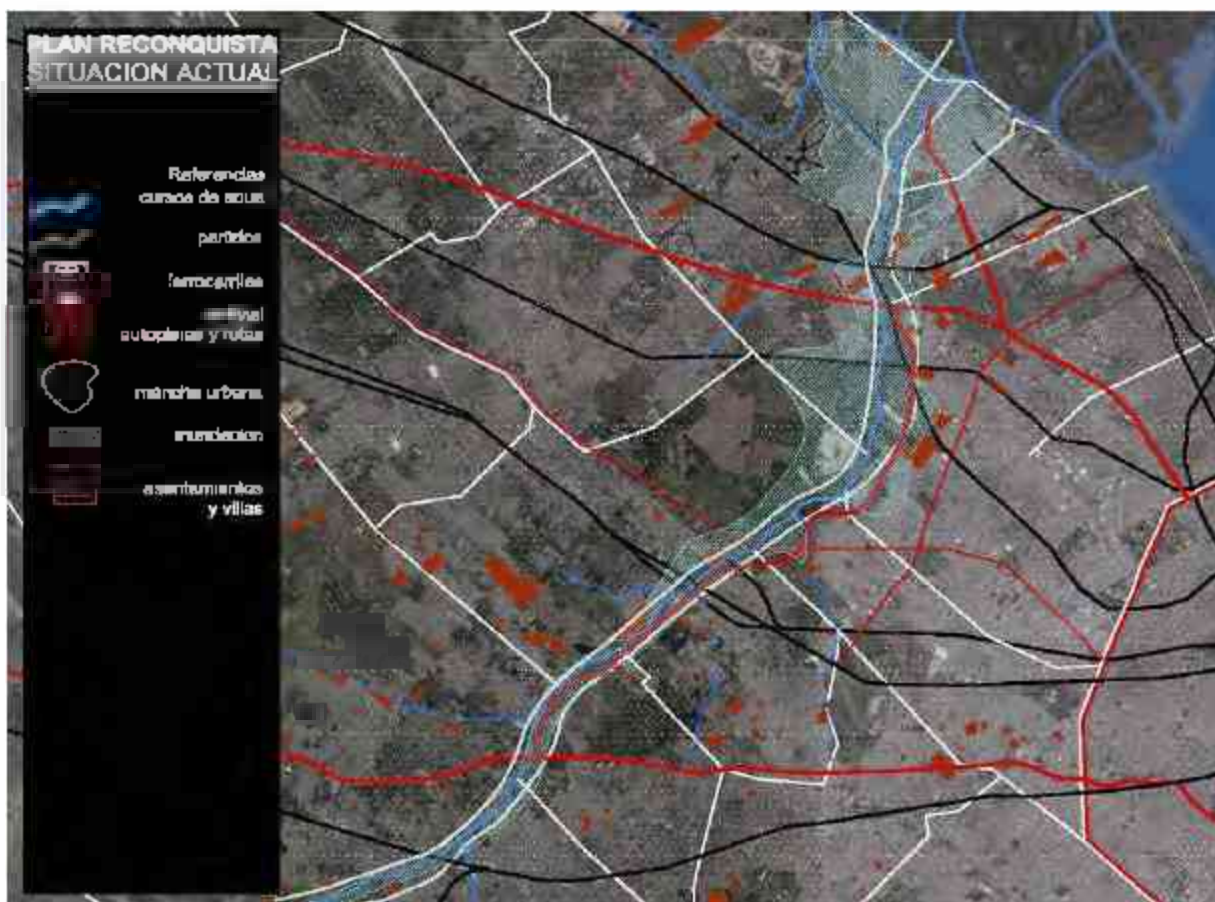 PLAN RECONQUISTA
SITUACION ACTUAL
Referencias
cursos de agua
partidos
ferrocarriles
autopistas y rutas
mancha urbana
inundacion
asentamientos
y villas